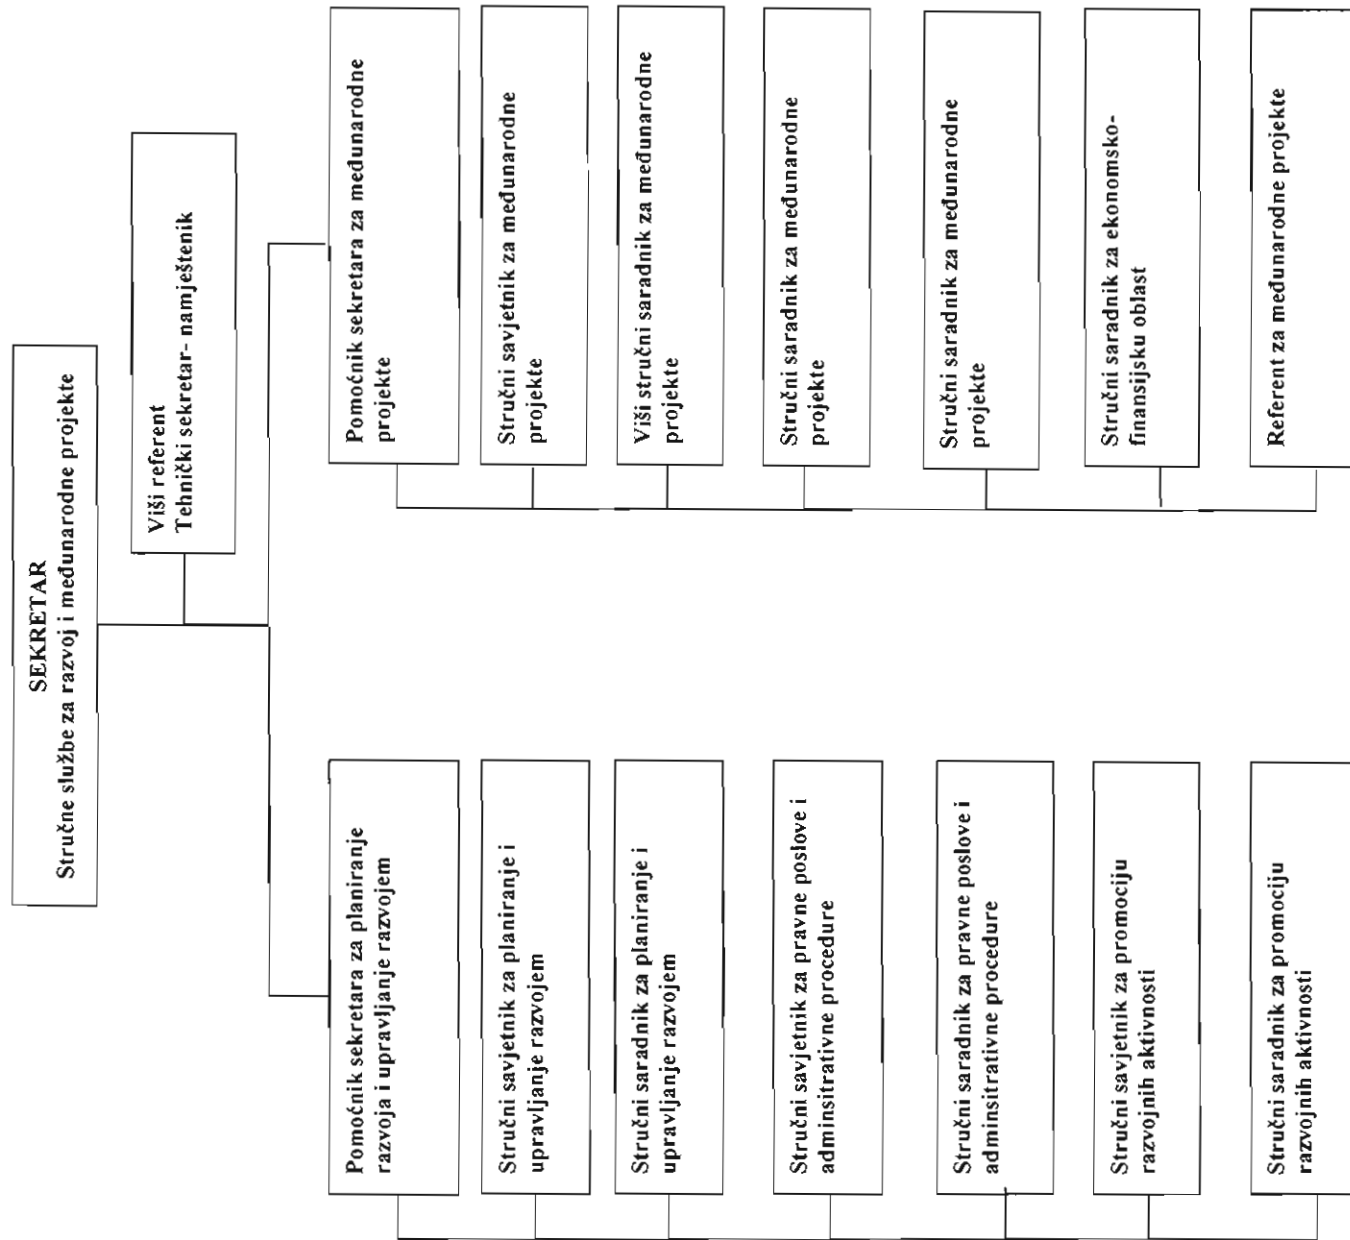 SEKRETAR
Stručne službe za razvoj i međunarodne projekte
Viši referent
Tehnički sekretar- namještenik
Pomoćnik sekretara za planiranje
razvoja i upravljanje razvojem
Stručni savjetnik za planiranje i
upravljanje razvojem
Stručni saradnik za planiranje i
upravljanje razvojem
Stručni savjetnik za pravne poslove i
adminsitrativne procedure
Stručni saradnik za pravne poslove i
adminsitrativne procedure
Stručni savjetnik za promociju
razvojnih aktivnosti
Stručni saradnik za promociju
razvojnih aktivnosti
Pomoćnik sekretara za međunarodne
projekte
Stručni savjetnik za međunarodne
projekte
Viši stručni saradnik za međunarodne
projekte
Stručni saradnik za međunarodne
projekte
Stručni saradnik za međunarodne
projekte
Stručni saradnik za ekonomsko-
finansijsku oblast
Referent za međunarodne projekte